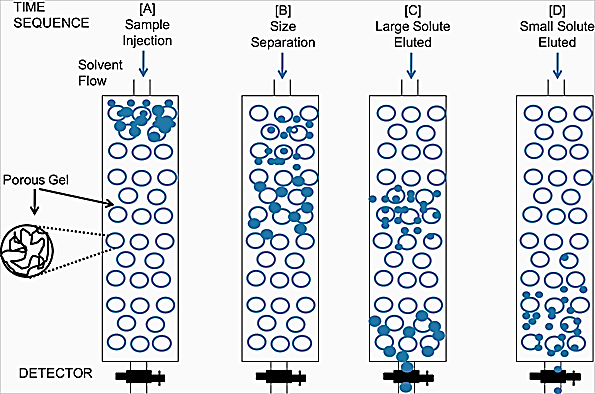 TIME
SEQUENCE
[A]
Sample
Injection
[B]
Size
Separation
[C]
Large Solute
Eluted
[D]
Small Solute
Eluted
Solvent
Flow
Porous Gel
DETECTOR